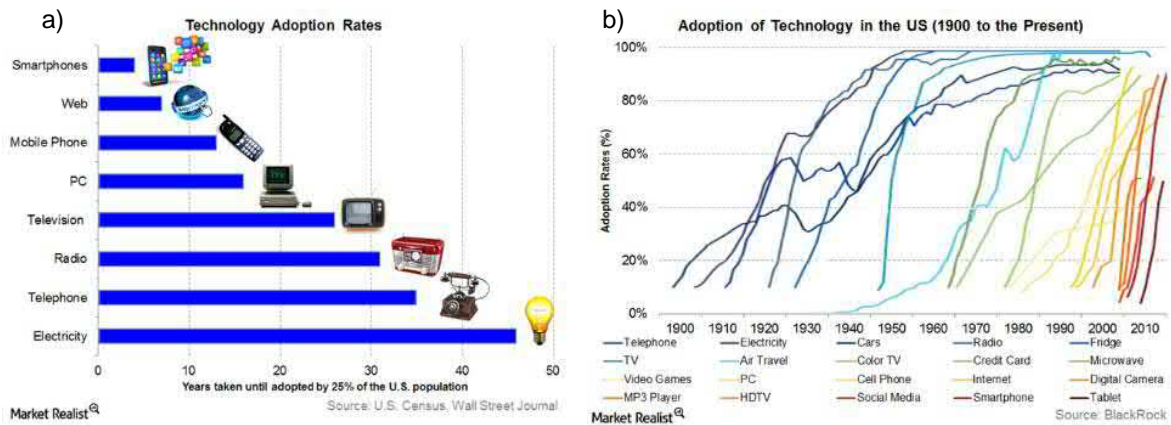 a)
Technology Adoption Rates
Smartphones
Web
Mobile Phone
PC
Television
Radio
Telephone
Electricity
0 10 20 30 40 50
Years taken until adopted by 25% of the U.S. population
Source: U.S. Census, Wall Street Journal
Market Realist
b)
Adoption of Technology in the US (1900 to the Present)
100%
80%
60%
40%
20%
0%
Adoption Rates (%)
1900 1910 1920 1930 1940 1950 1960 1970 1980 1990 2000 2010
Telephone Electricity Cars Radio Fridge
TV Air Travel Color TV Credit Card Microwave
Video Games PC Cell Phone Internet Digital Camera
MP3 Player HDTV Social Media Smartphone Tablet
Market Realist
Source: BlackRock